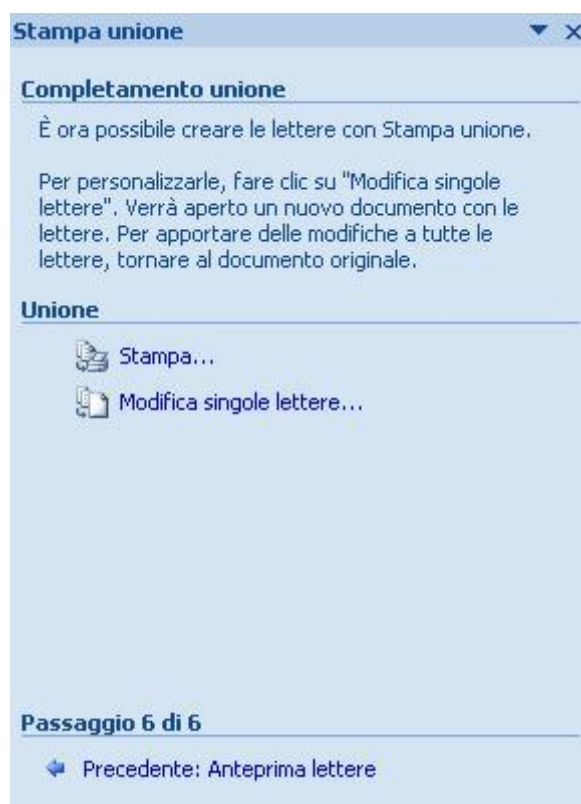 Stampa unione
Completamento unione
È ora possibile creare le lettere con Stampa unione.
Per personalizzarle, fare clic su "Modifica singole
lettere". Verrà aperto un nuovo documento con le
lettere. Per apportare delle modifiche a tutte le
lettere, tornare al documento originale.
Unione
Stampa...
Modifica singole lettere...
Passaggio 6 di 6
Precedente: Anteprima lettere